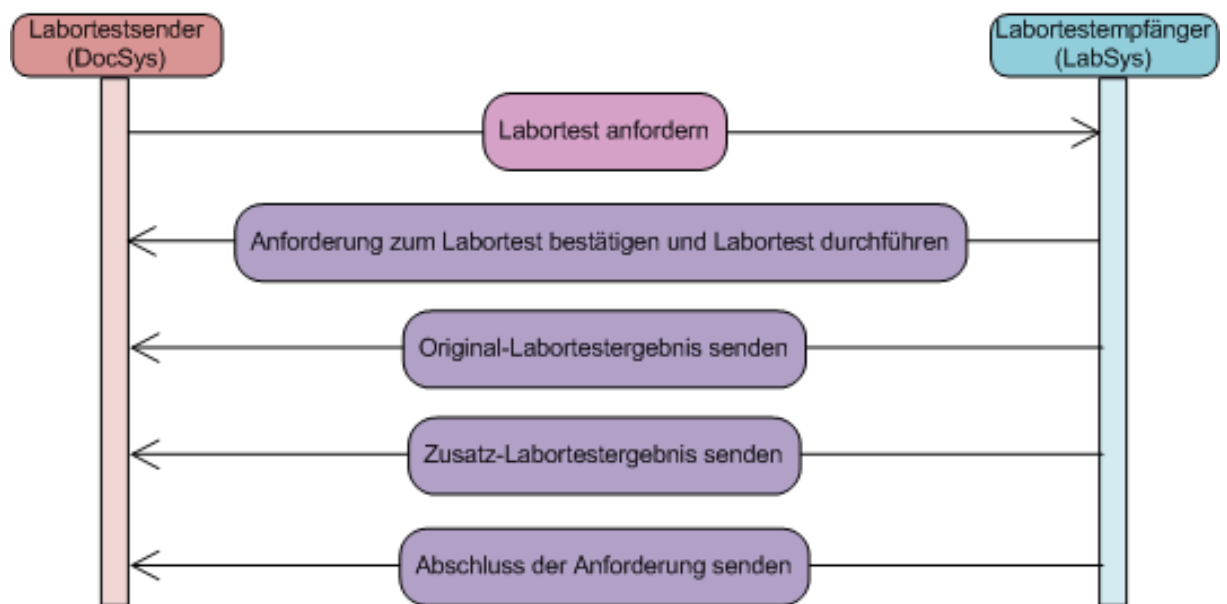 Labortestsender
(DocSys)
Labortestempfänger
(LabSys)
Labortest anfordern
Anforderung zum Labortest bestätigen und Labortest durchführen
Original-Labortestergebnis senden
Zusatz-Labortestergebnis senden
Abschluss der Anforderung senden